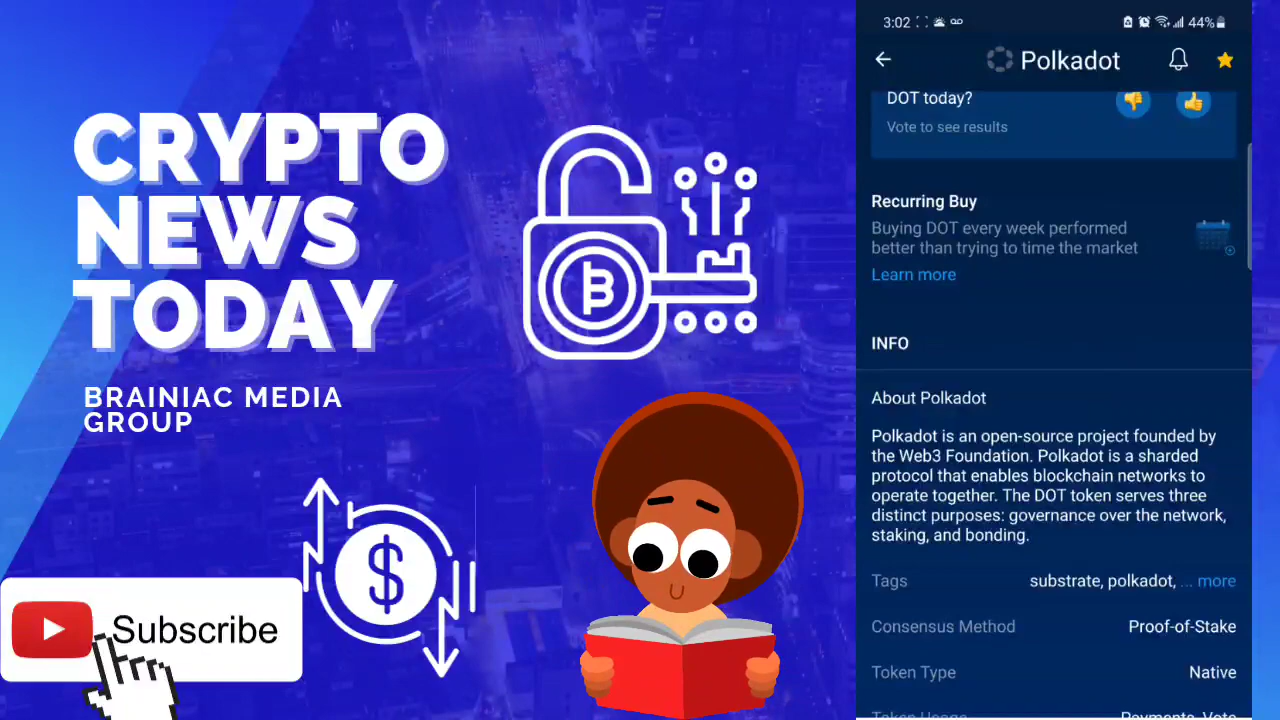 CRYPTO
NEWS
TODAY
BRAINIAC MEDIA
GROUP
Subscribe
3:02
44%
Polkadot
DOT today?
Vote to see results
Recurring Buy
Buying DOT every week performed
better than trying to time the market
Learn more
INFO
About Polkadot
Polkadot is an open-source project founded by
the Web3 Foundation. Polkadot is a sharded
protocol that enables blockchain networks to
operate together. The DOT token serves three
distinct purposes: governance over the network,
staking, and bonding.
Tags substrate, polkadot, ... more
Consensus Method Proof-of-Stake
Token Type Native
Token Usage Payments, Vote